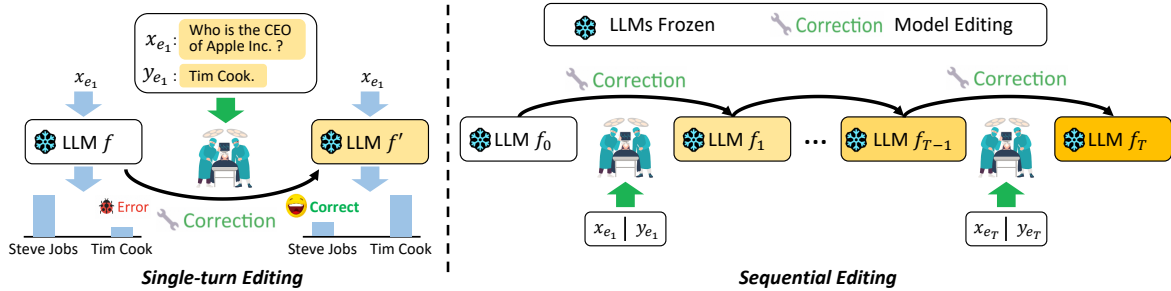 x_{e_1}
x_{e_1}: Who is the CEO
of Apple Inc. ?
y_{e_1}: Tim Cook.
x_{e_1}
LLM f
LLM f′
Error
Correction
Correct
Steve Jobs
Tim Cook
Steve Jobs
Tim Cook
Single-turn Editing
LLMs Frozen
Correction
Model Editing
Correction
Correction
LLM f_0
LLM f_1
...
LLM f_{T−1}
LLM f_T
x_{e_1} | y_{e_1}
x_{e_T} | y_{e_T}
Sequential Editing